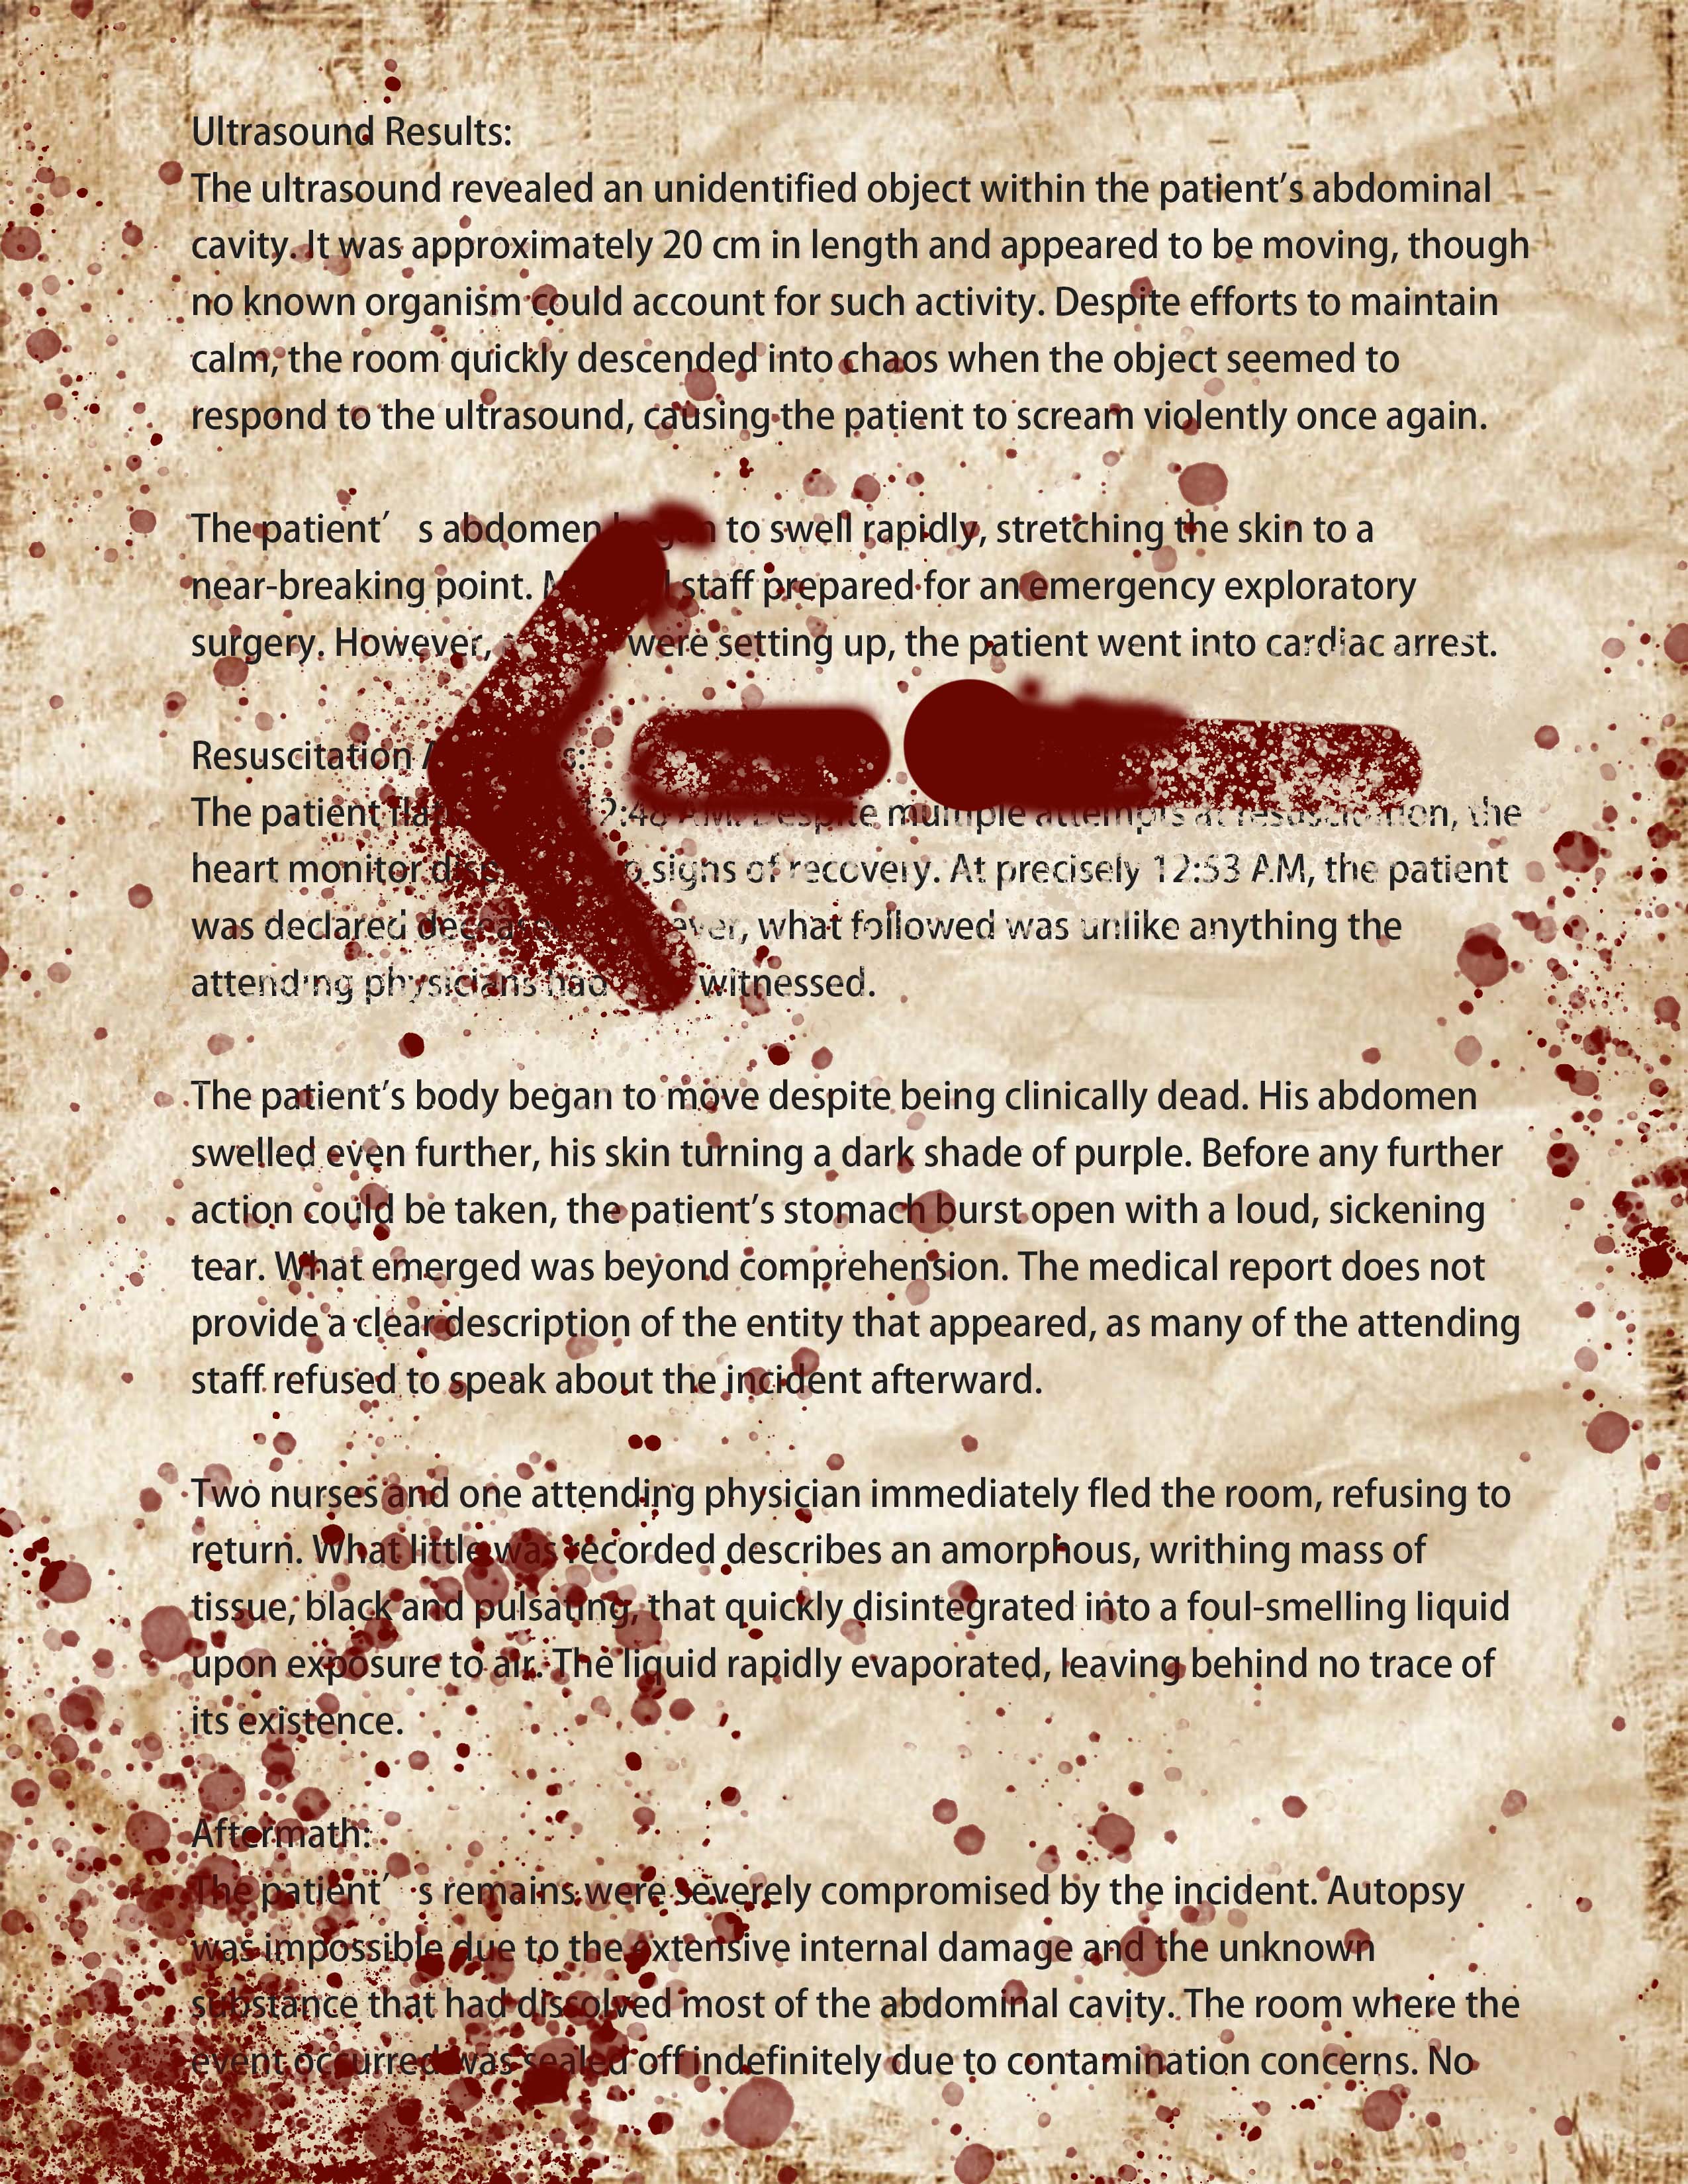 Ultrasound Results:
The ultrasound revealed an unidentified object within the patient’s abdominal
cavity. It was approximately 20 cm in length and appeared to be moving, though
no known organism could account for such activity. Despite efforts to maintain
calm, the room quickly descended into chaos when the object seemed to
respond to the ultrasound, causing the patient to scream violently once again.
The patient′s abdomen began to swell rapidly, stretching the skin to a
near-breaking point. staff prepared for an emergency exploratory
surgery. However, were setting up, the patient went into cardiac arrest.
Resuscitation
The patient AM. Despite multiple attempts at resuscitation, the
heart monitor signs of recovery. At precisely 12:53 AM, the patient
was declared deceased. However, what followed was unlike anything the
attending physicians had witnessed.
The patient’s body began to move despite being clinically dead. His abdomen
swelled even further, his skin turning a dark shade of purple. Before any further
action could be taken, the patient’s stomach burst open with a loud, sickening
tear. What emerged was beyond comprehension. The medical report does not
provide a clear description of the entity that appeared, as many of the attending
staff refused to speak about the incident afterward.
Two nurses and one attending physician immediately fled the room, refusing to
return. What little was recorded describes an amorphous, writhing mass of
tissue, black and pulsating, that quickly disintegrated into a foul-smelling liquid
upon exposure to air. The liquid rapidly evaporated, leaving behind no trace of
its existence.
Aftermath:
The patient′s remains were severely compromised by the incident. Autopsy
was impossible due to the extensive internal damage and the unknown
substance that had dissolved most of the abdominal cavity. The room where the
event occurred was sealed off indefinitely due to contamination concerns. No